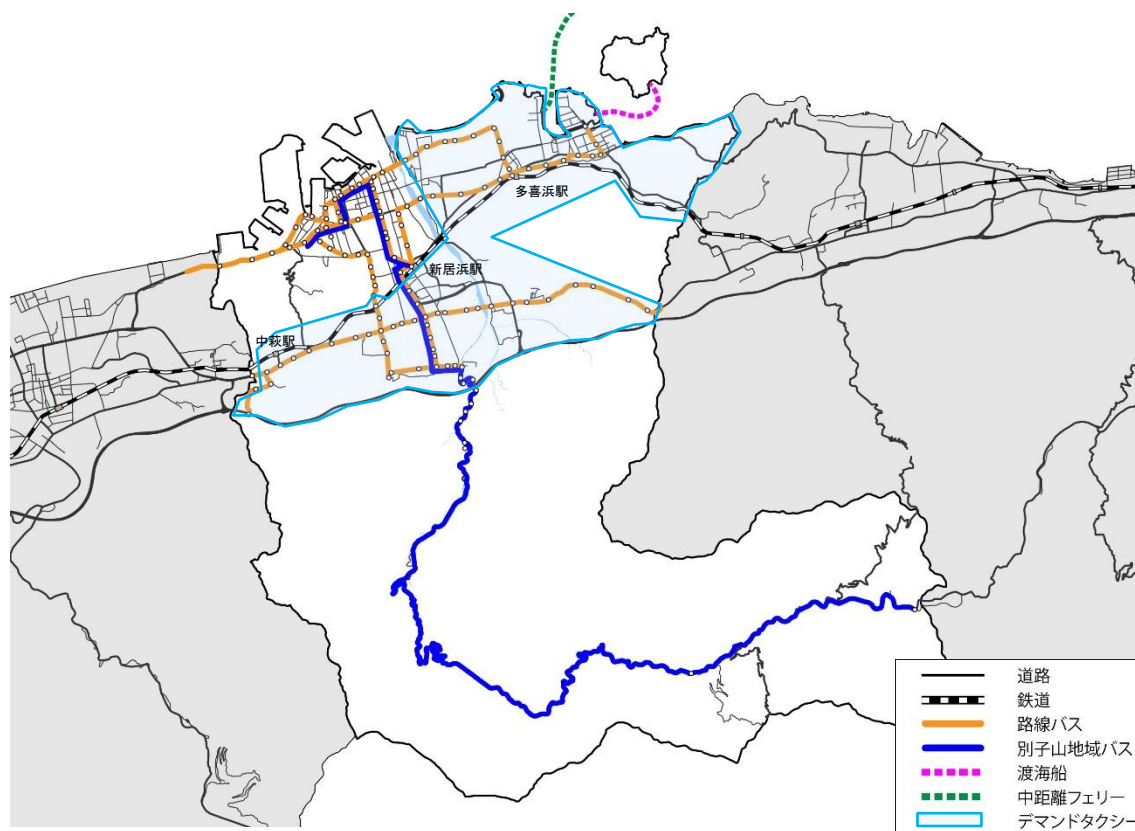 多喜浜駅
新居浜駅
中萩駅
道路
鉄道
路線バス
別子山地域バス
渡海船
中距離フェリー
デマンドタクシー